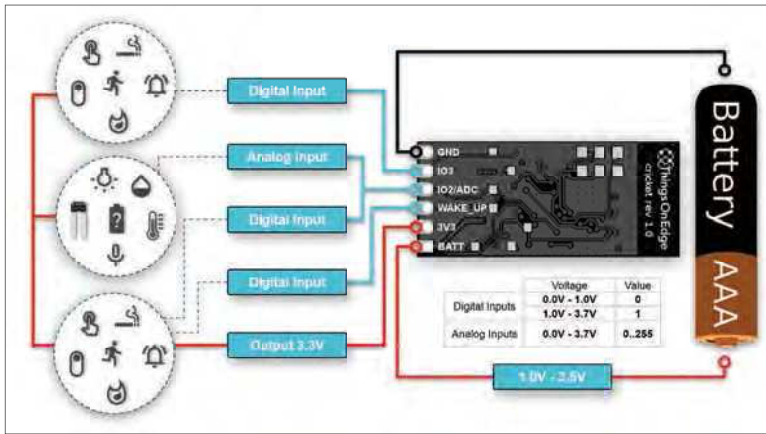 Digital Input
Analog Input
Digital Input
Digital Input
Output 3.3V
GND
IO3
IO2/ADC
WAKE_UP
3V3
BATT
ThingsOnEdge
cricket rev 1.0
Battery
AAA
Voltage Value
Digital Inputs 0.0V - 1.0V 0
1.0V - 3.7V 1
Analog Inputs 0.0V - 3.7V 0..255
1.0V - 3.5V
?